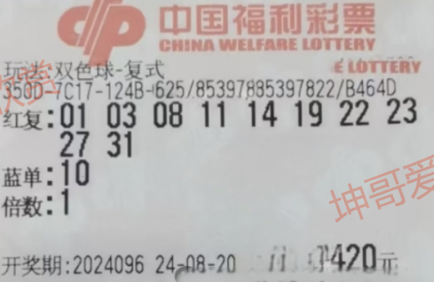 中国福利彩票
CHINA WELFARE LOTTERY
玩法:双色球-复式
E LOTTERY
350D-7C17-124B-625/85397885397822/B464D
红复:01 03 08 11 14 19 22 23
27 31
蓝单:10
倍数:1
坤哥爱
开奖期:2024096 24-08-20
420元